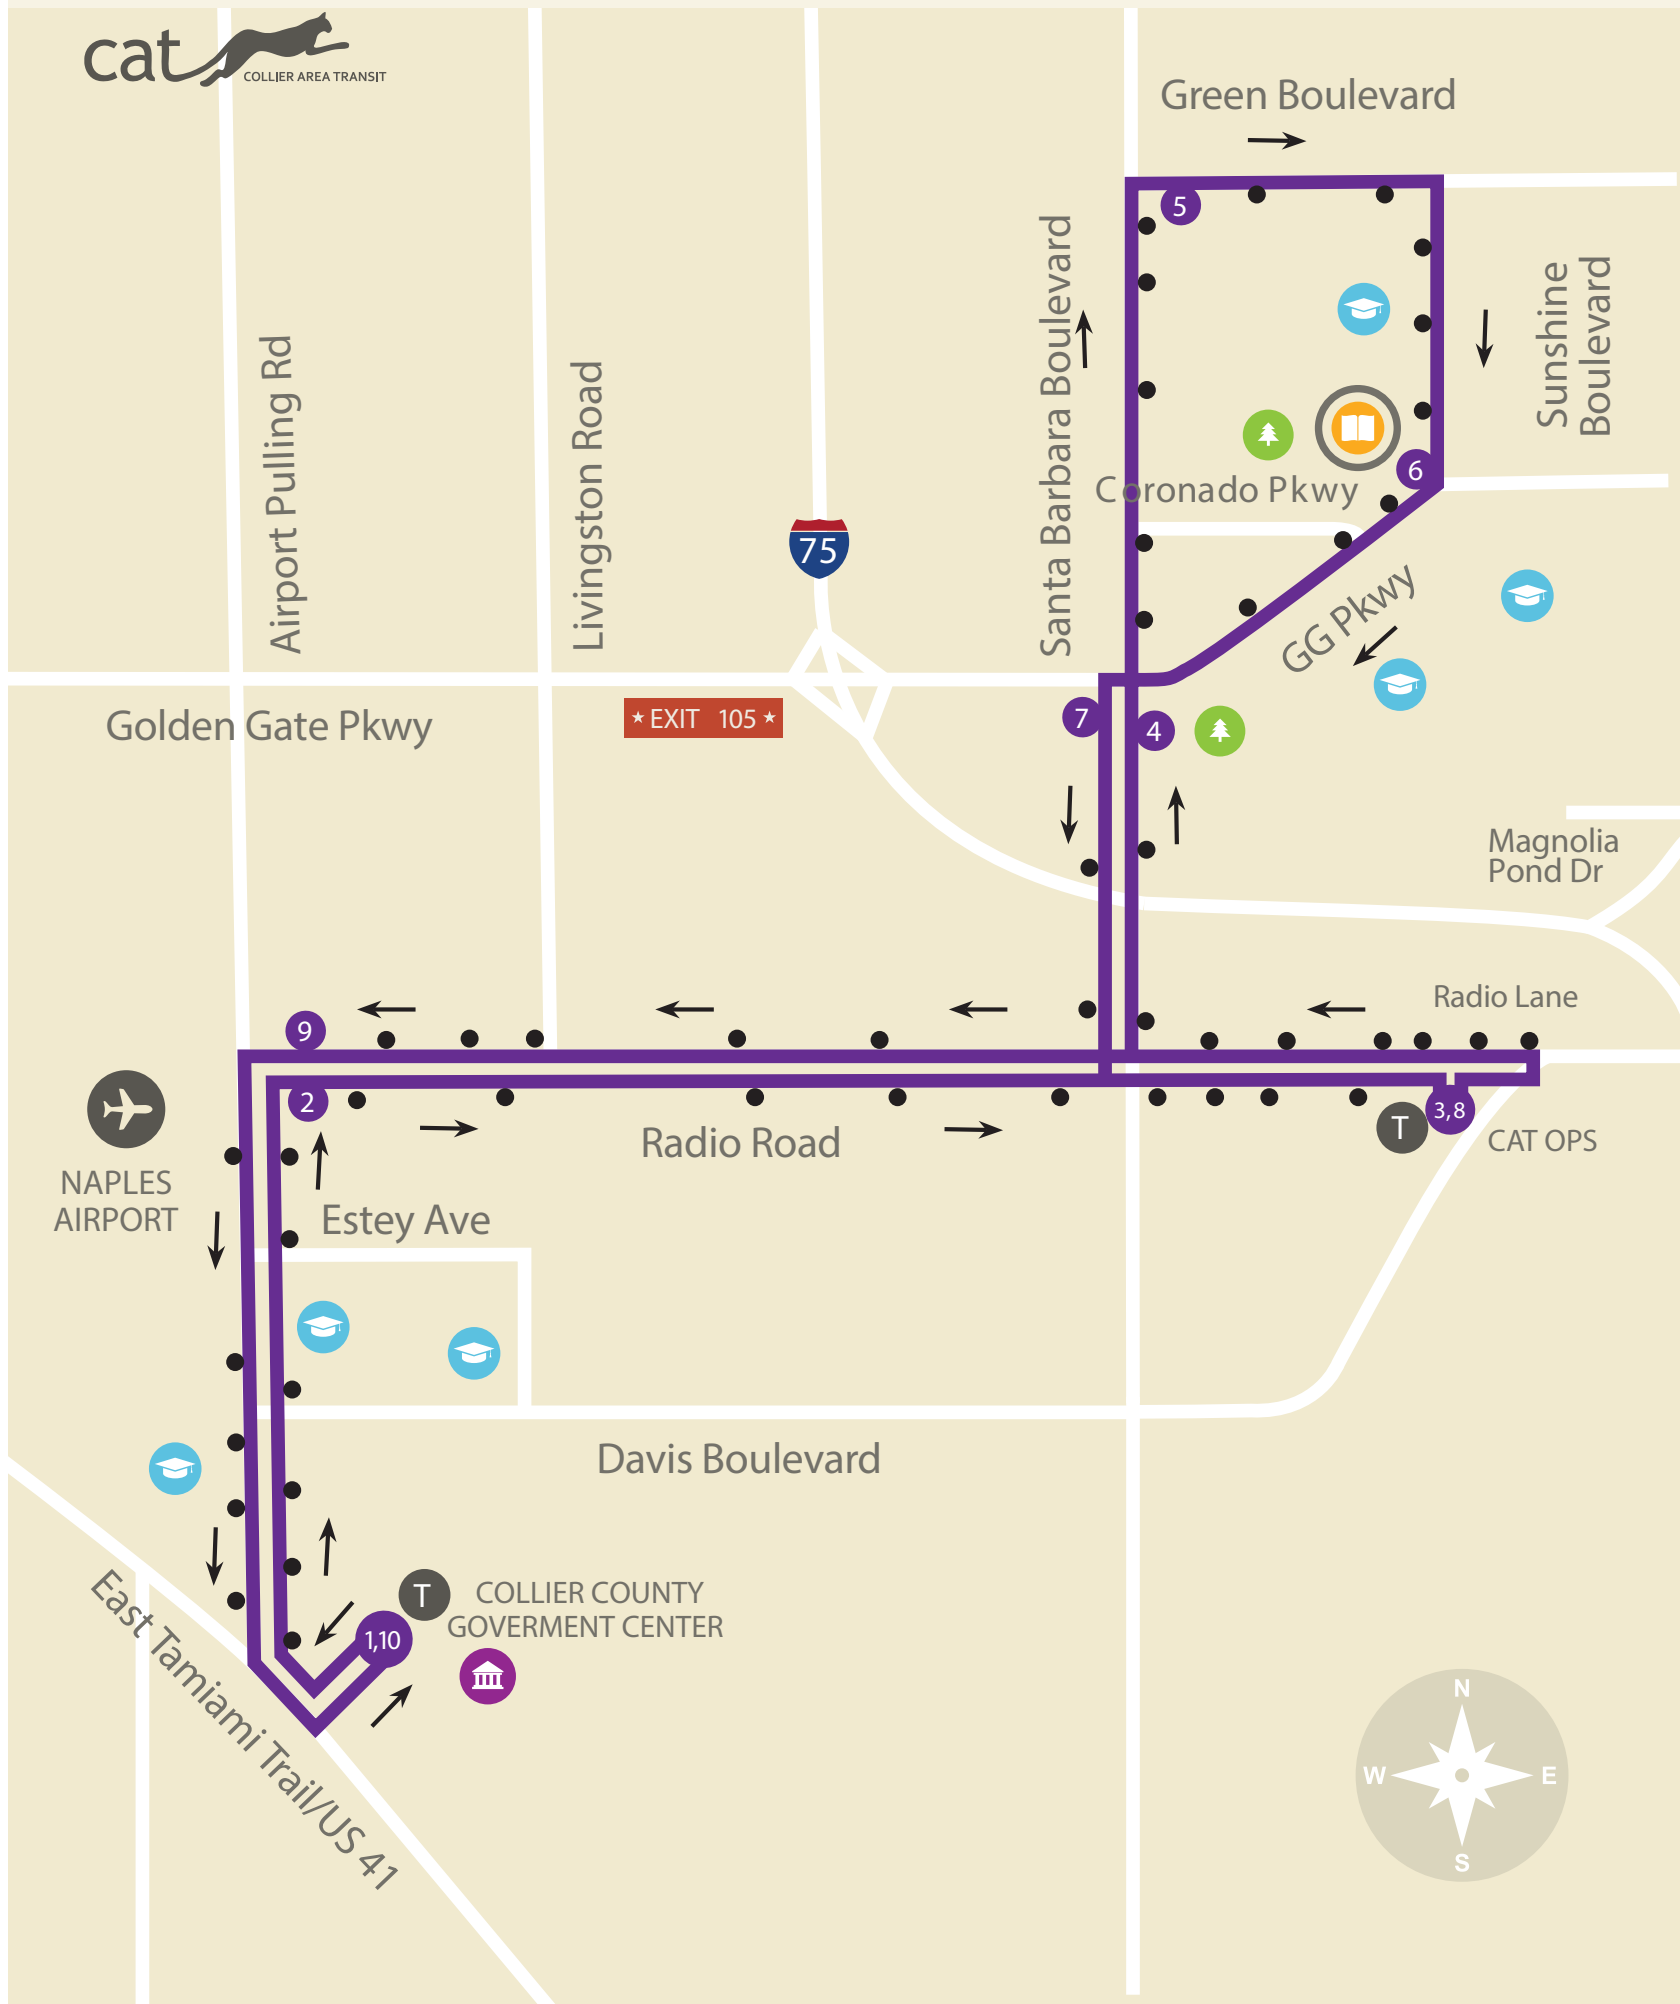 cat
COLLIER AREA TRANSIT
Green Boulevard
5
Santa Barbara Boulevard
Sunshine
Boulevard
Airport Pulling Rd
Livingston Road
6
Coronado Pkwy
75
GG Pkwy
Golden Gate Pkwy
EXIT 105
7
4
Magnolia
Pond Dr
Radio Lane
9
2
3,8
T
CAT OPS
Radio Road
NAPLES
AIRPORT
Estey Ave
Davis Boulevard
East Tamiami Trail/US 41
T
COLLIER COUNTY
GOVERMENT CENTER
1,10
N
W
E
S